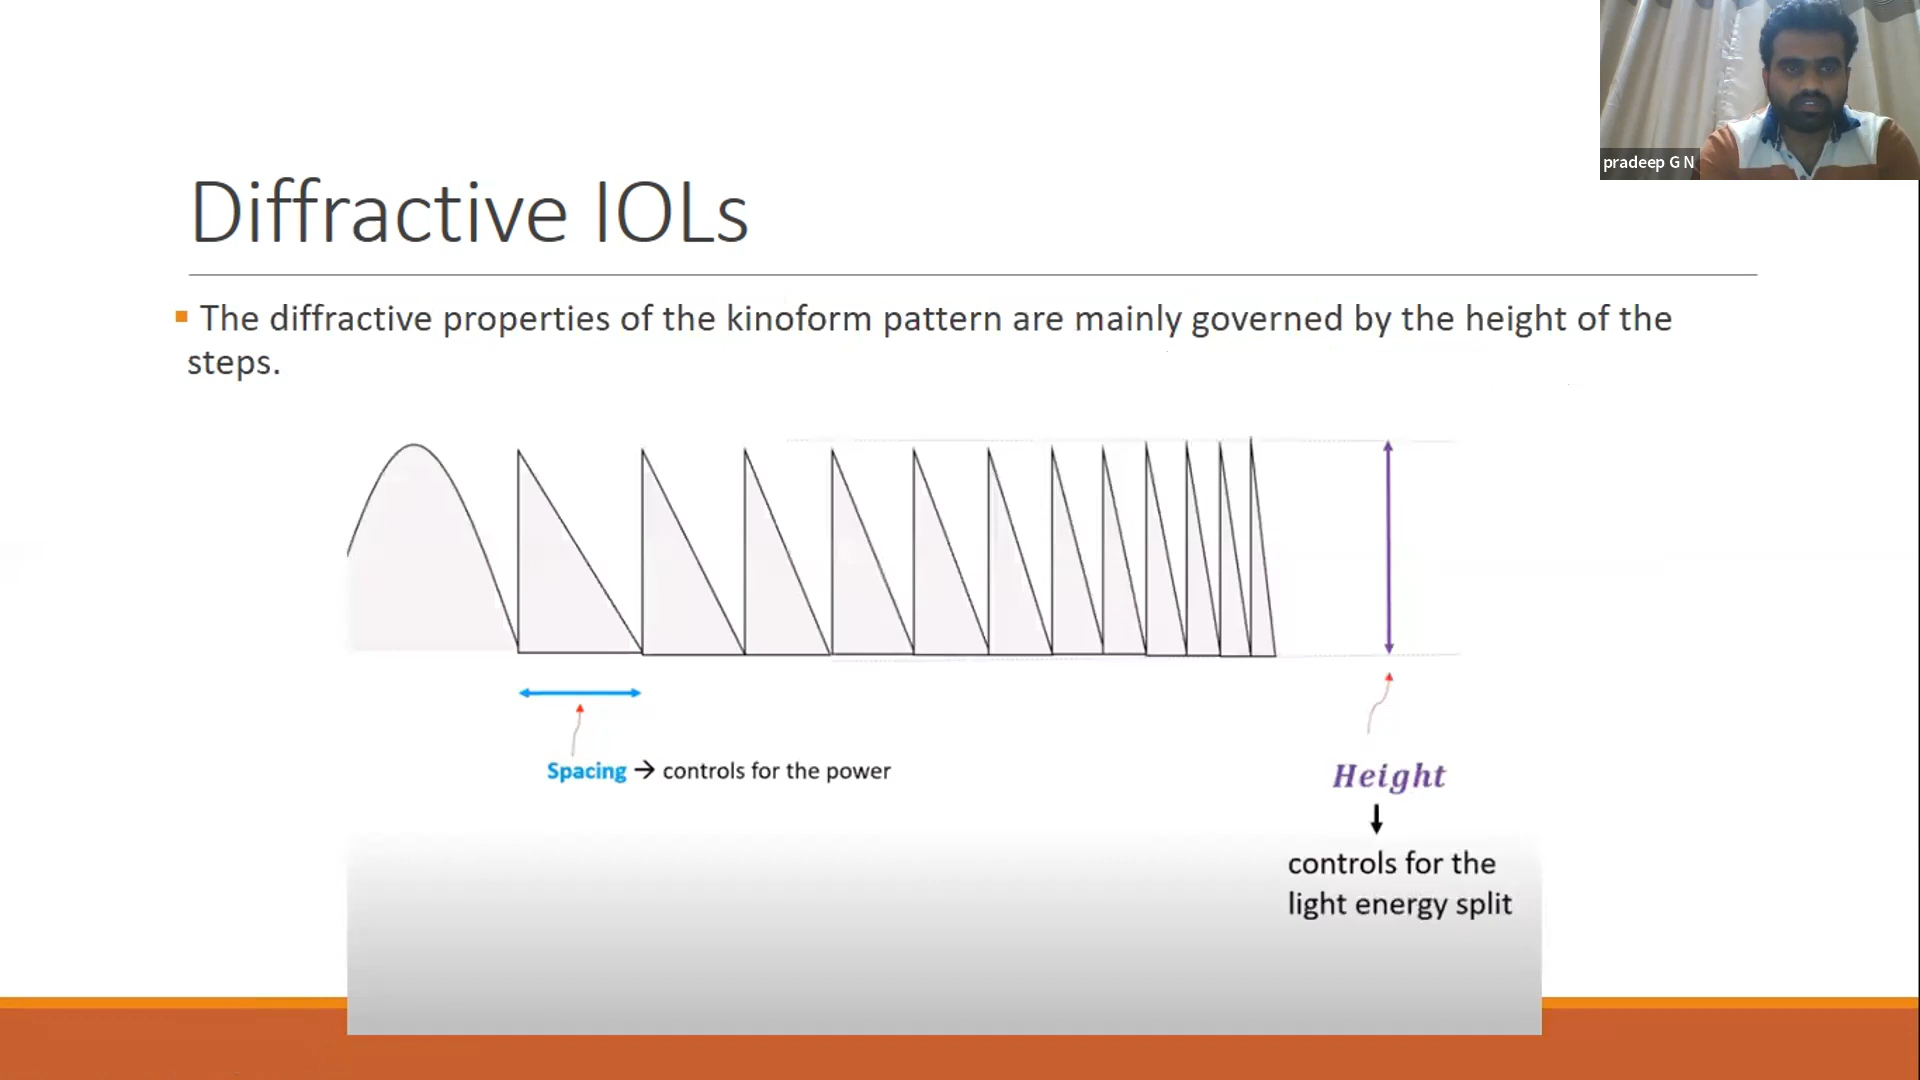 pradeep G N
Diffractive IOLs
▪ The diffractive properties of the kinoform pattern are mainly governed by the height of the
steps.
Spacing → controls for the power
Height
↓
controls for the
light energy split